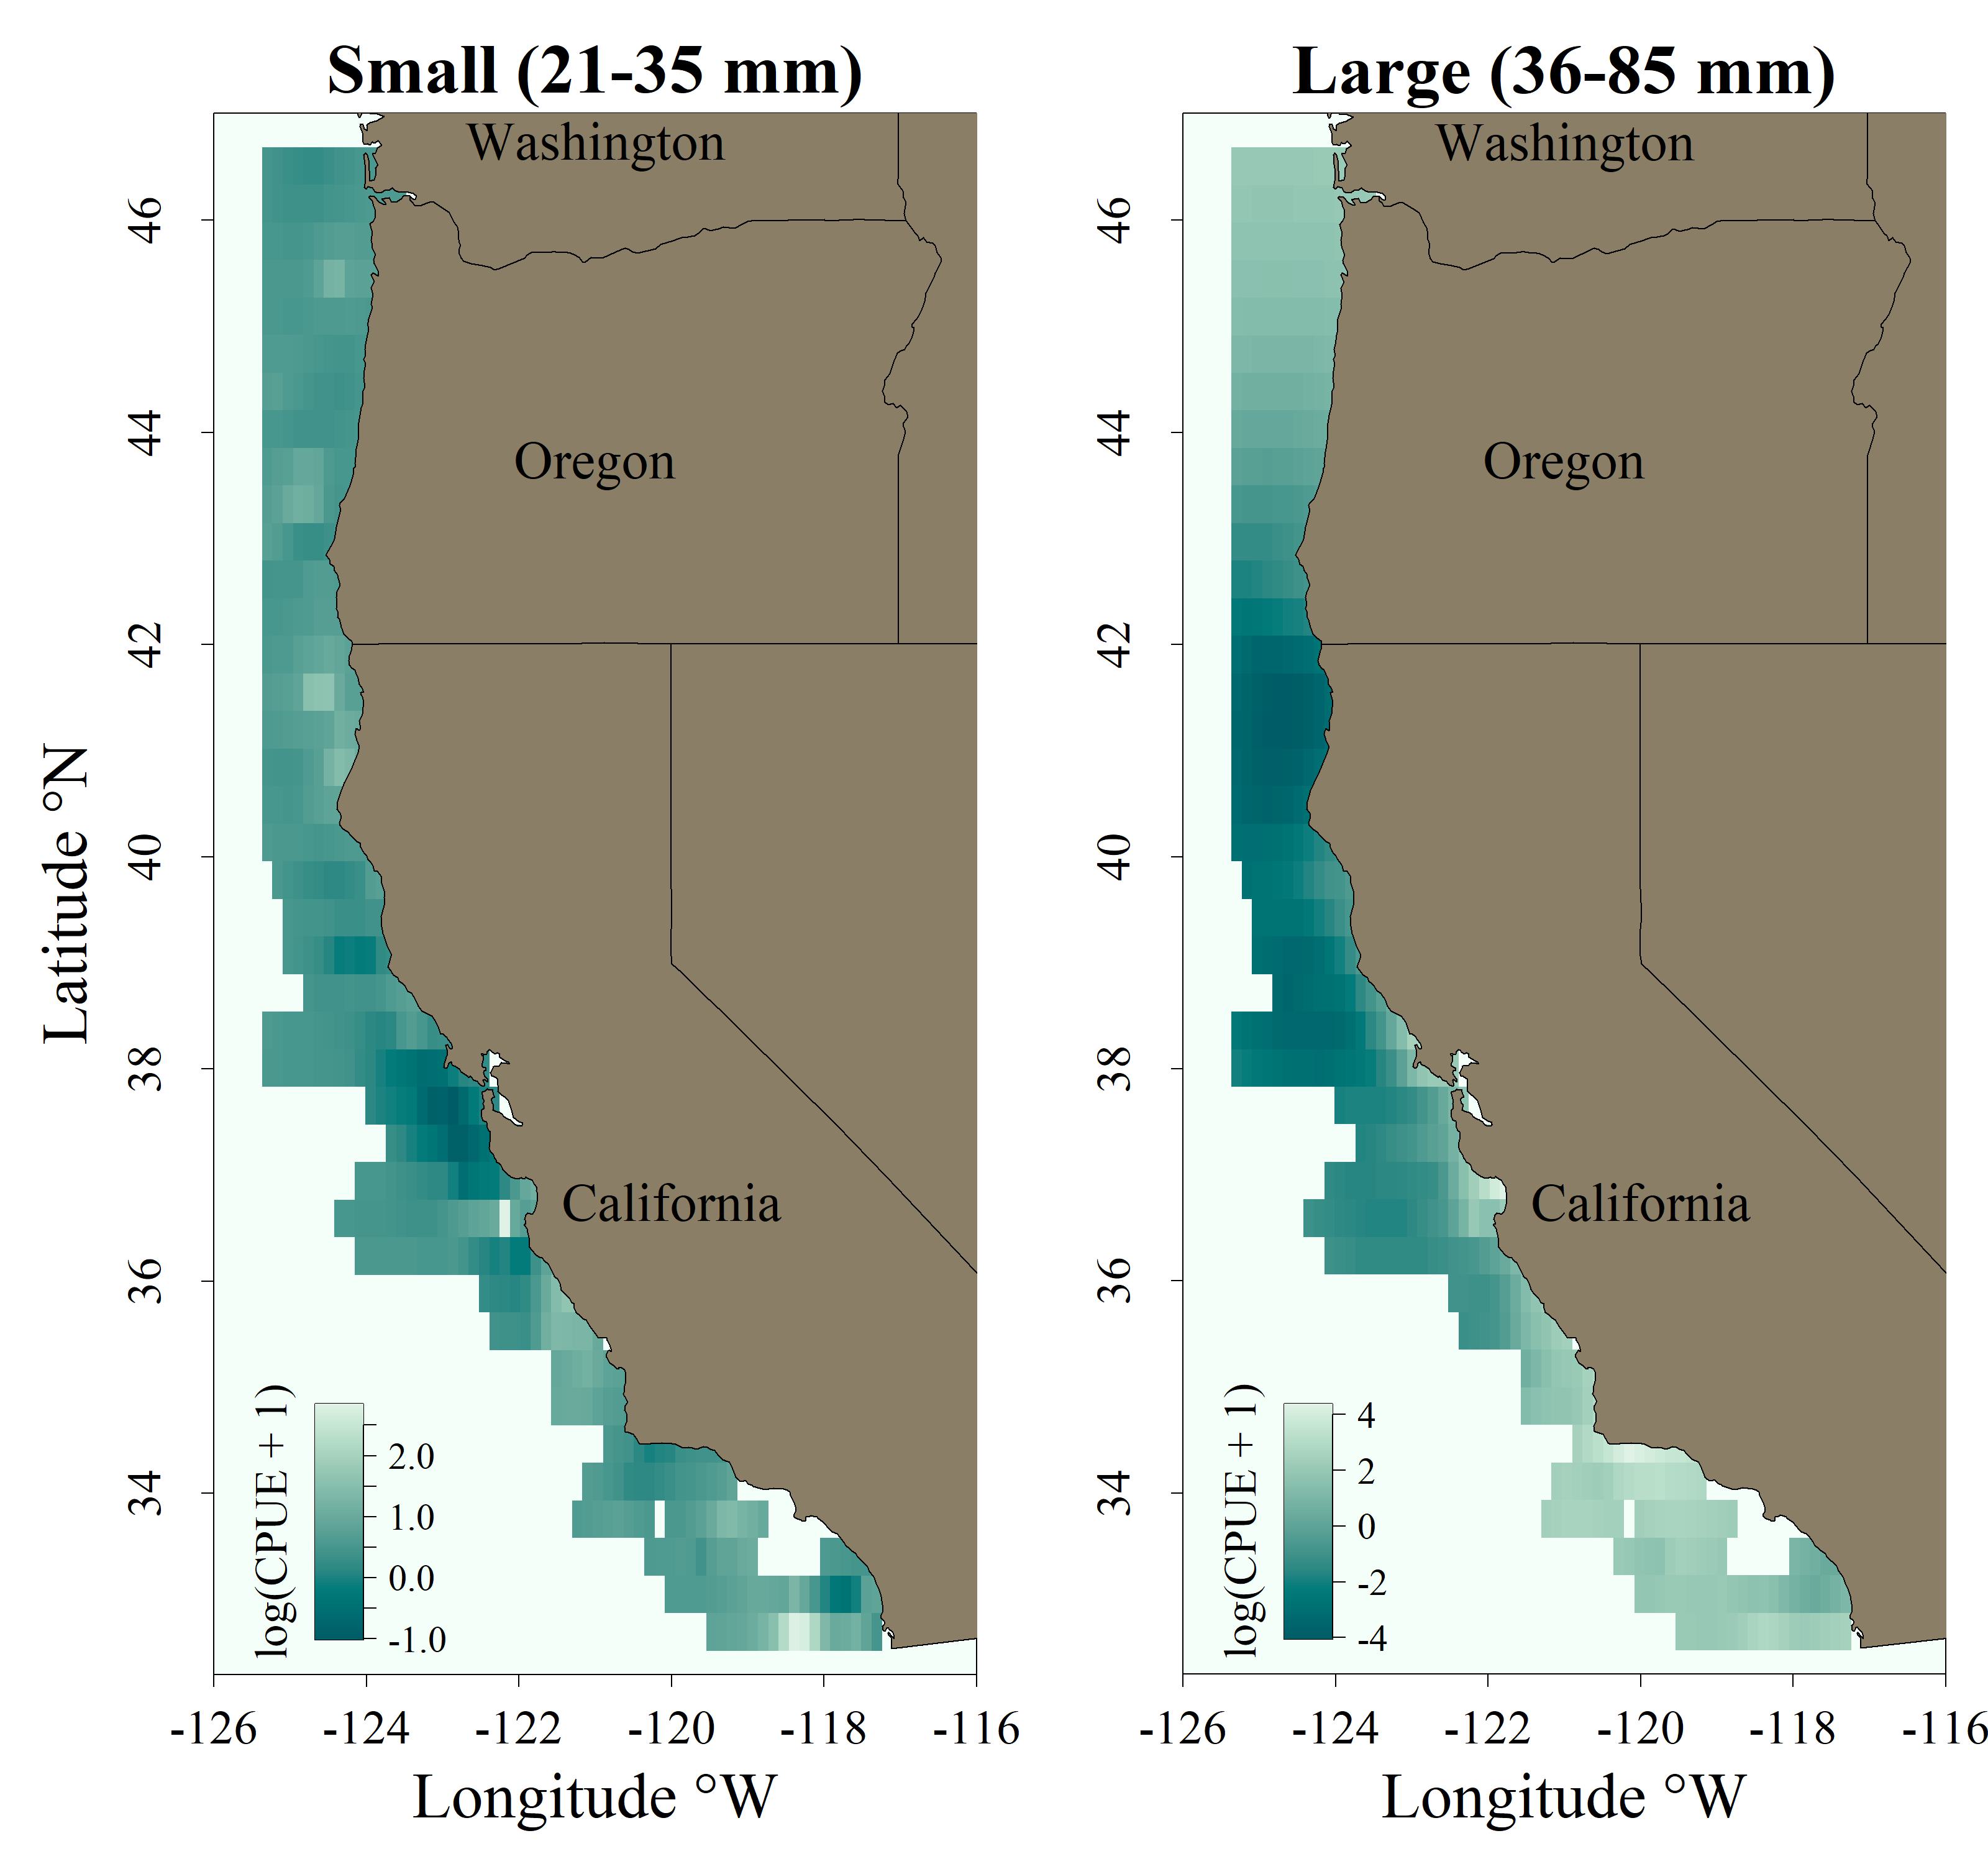 Small (21-35 mm)
Washington
Oregon
California
Latitude °N
46
44
42
40
38
36
34
log(CPUE + 1)
2.0
1.0
0.0
-1.0
-126
-124
-122
-120
-118
-116
Longitude °W
Large (36-85 mm)
Washington
Oregon
California
46
44
42
40
38
36
34
log(CPUE + 1)
4
2
0
-2
-4
-126
-124
-122
-120
-118
-116
Longitude °W